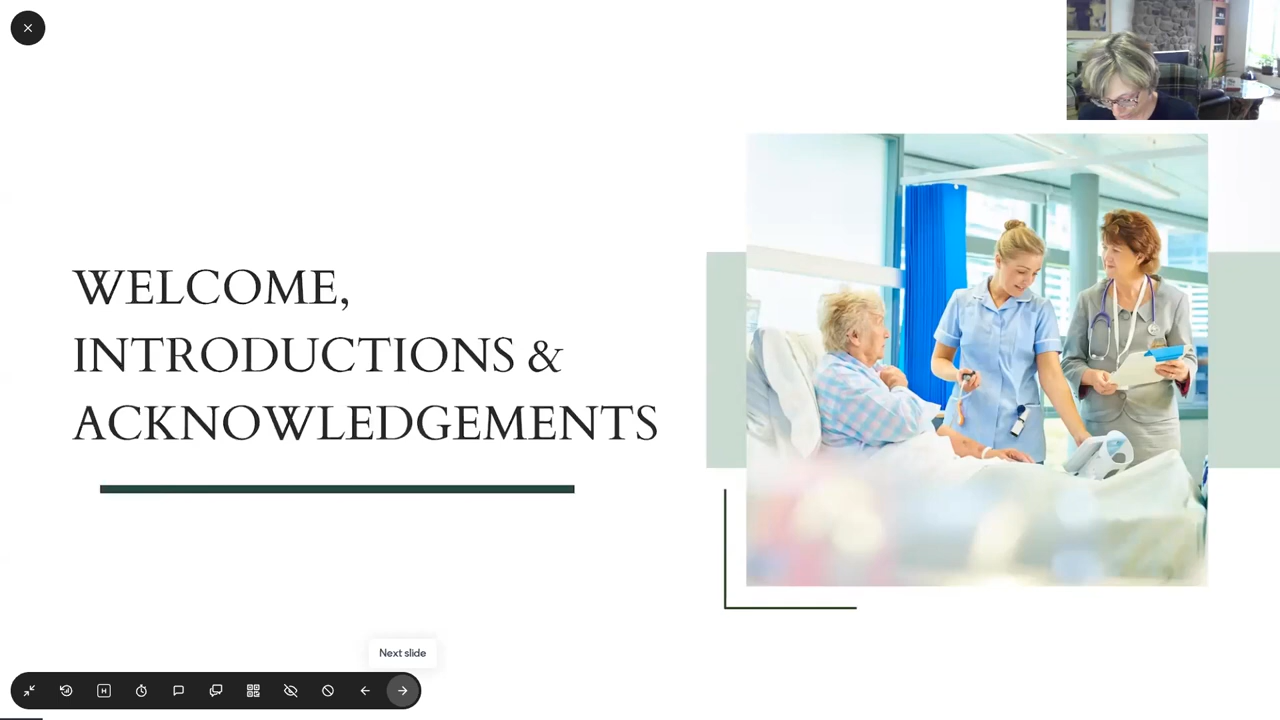 WELCOME,
INTRODUCTIONS &
ACKNOWLEDGEMENTS
Next slide
H